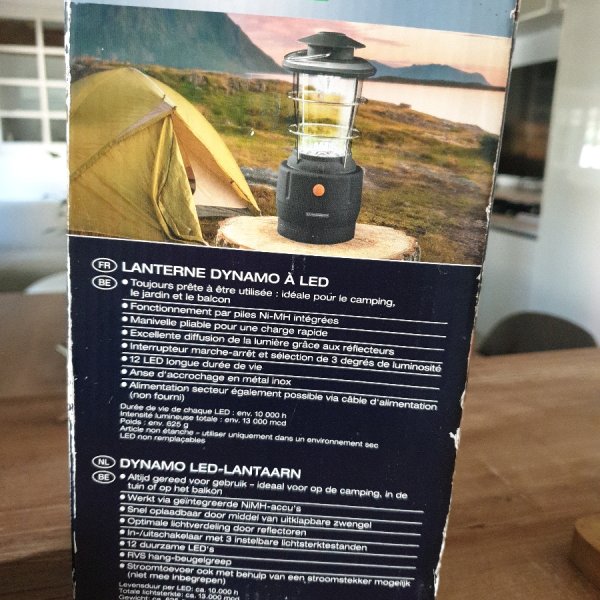 FR
LANTERNE DYNAMO À LED
BE
• Toujours prête à être utilisée : idéale pour le camping,
le jardin et le balcon
• Fonctionnement par piles Ni-MH intégrées
• Manivelle pliable pour une charge rapide
• Excellente diffusion de la lumière grâce aux réflecteurs
• Interrupteur marche-arrêt et sélection de 3 degrés de luminosité
• 12 LED longue durée de vie
• Anse d'accrochage en métal inox
• Alimentation secteur également possible via câble d'alimentation
(non fourni)
Durée de vie de chaque LED : env. 10 000 h
Intensité lumineuse totale : env. 13 000 mcd
Poids : env. 625 g
Article non étanche - utiliser uniquement dans un environnement sec
LED non remplaçables
NL
DYNAMO LED-LANTAARN
BE
• Altijd gereed voor gebruik – ideaal voor op de camping, in de
tuin of op het balkon
• Werkt via geïntegreerde NiMH-accu's
• Snel oplaadbaar door middel van uitklapbare zwengel
• Optimale lichtverdeling door reflectoren
• In-/uitschakelaar met 3 instelbare lichtsterktestanden
• 12 duurzame LED's
• RVS hang-beugelgreep
• Stroomtoevoer ook met behulp van een stroomstekker mogelijk
(niet mee inbegrepen)
Levensduur per LED: ca. 10.000 h
Totale lichtsterkte: ca. 13.000 mcd
Gewicht: ca. 625